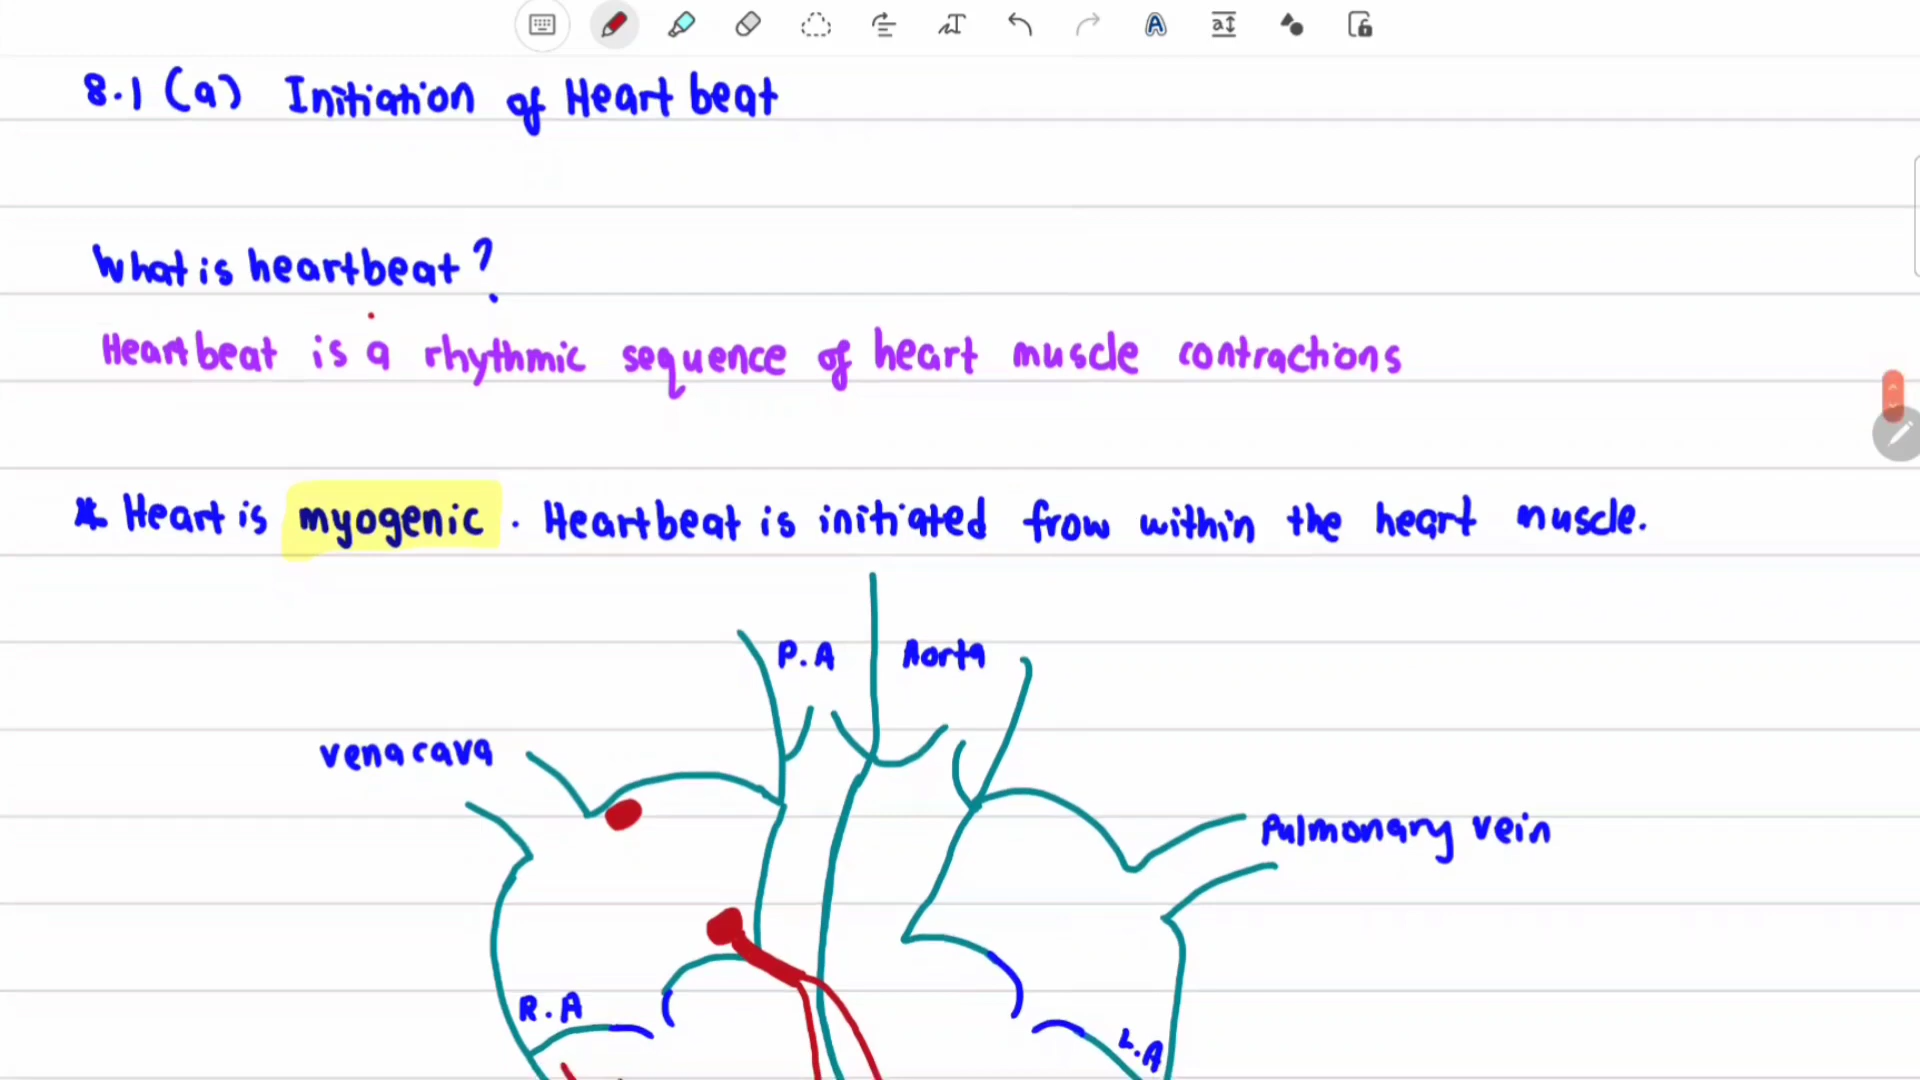 8.1 (a) Initiation of Heart beat
What is heartbeat?
Heartbeat is a rhythmic sequence of heart muscle contractions
* Heart is myogenic. Heartbeat is initiated from within the heart muscle.
P.A Aorta
vena cava
Pulmonary vein
R.A
L.A